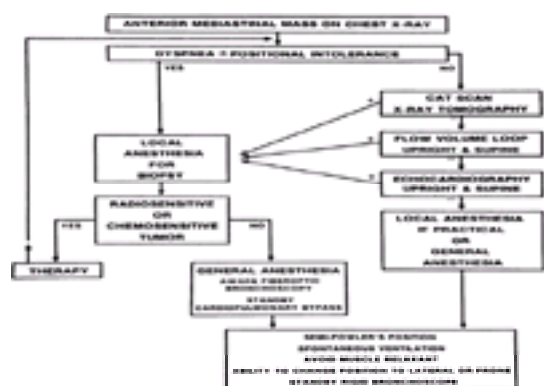 ANTERIOR MEDIASTINAL MASS ON CHEST X-RAY
DYSPNEA POSITIONAL INTOLERANCE
YES
NO
CAT SCAN
X-RAY TOMOGRAPHY
LOCAL
ANESTHESIA
FOR
BIOPSY
FLOW VOLUME LOOP
UPRIGHT & SUPINE
ECHOCARDIOGRAPHY
UPRIGHT & SUPINE
RADIOSENSITIVE
OR
CHEMOSENSITIVE
TUMOR
YES
NO
LOCAL ANESTHESIA
IF PRACTICAL
OR
GENERAL
ANESTHESIA
THERAPY
GENERAL ANESTHESIA
AWAKE FIBEROPTIC
BRONCHOSCOPY
STANDBY
CARDIOPULMONARY BYPASS
SEMI-FOWLER'S POSITION
SPONTANEOUS VENTILATION
AVOID MUSCLE RELAXANT
ABILITY TO CHANGE POSITION TO LATERAL OR PRONE
STANDBY RIGID BRONCHOSCOPE